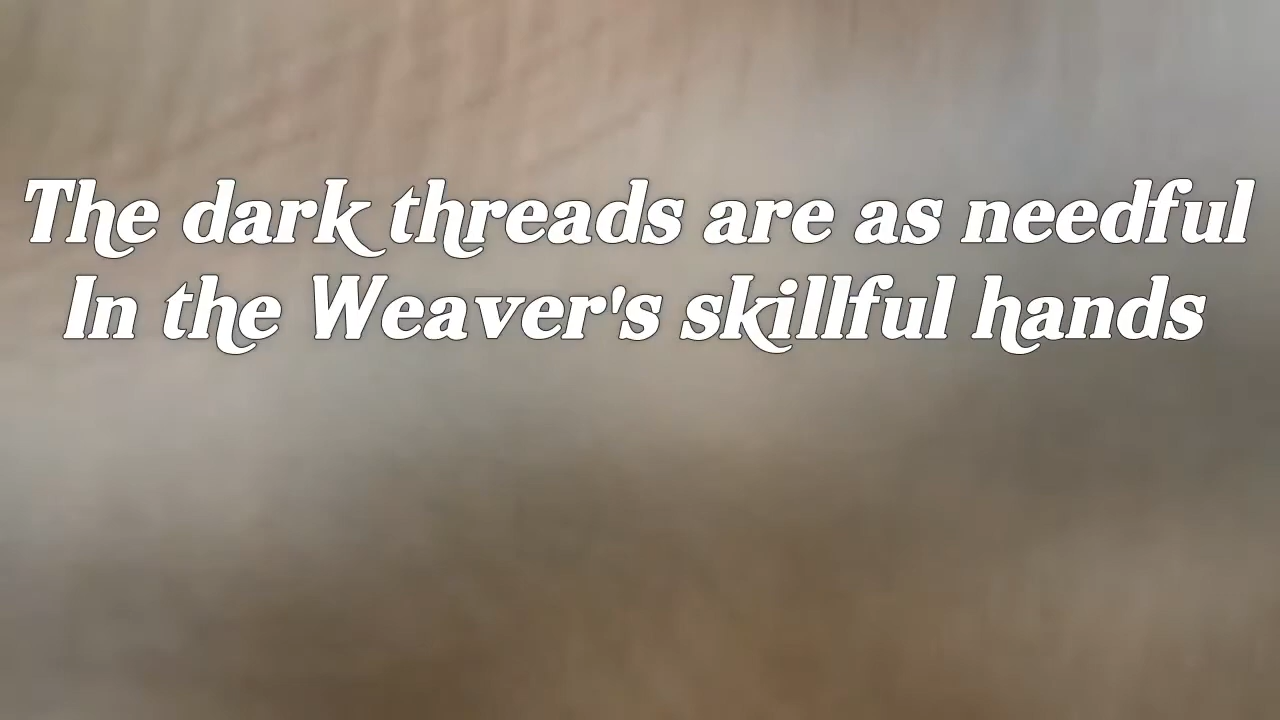 The dark threads are as needful
In the Weaver's skillful hands